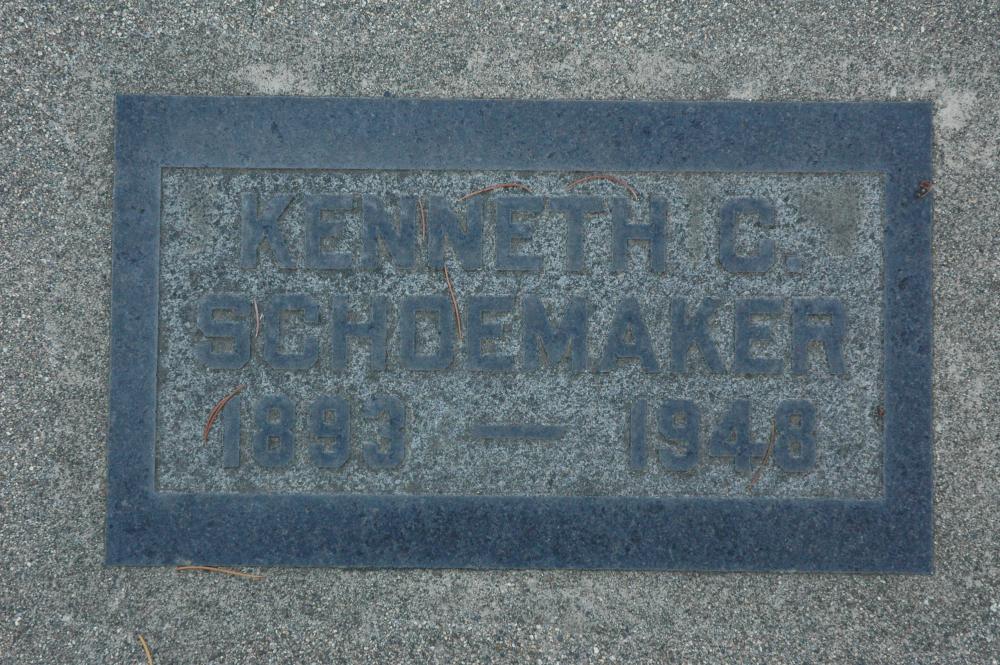 KENNETH C.
SCHOEMAKER
1893 — 1948